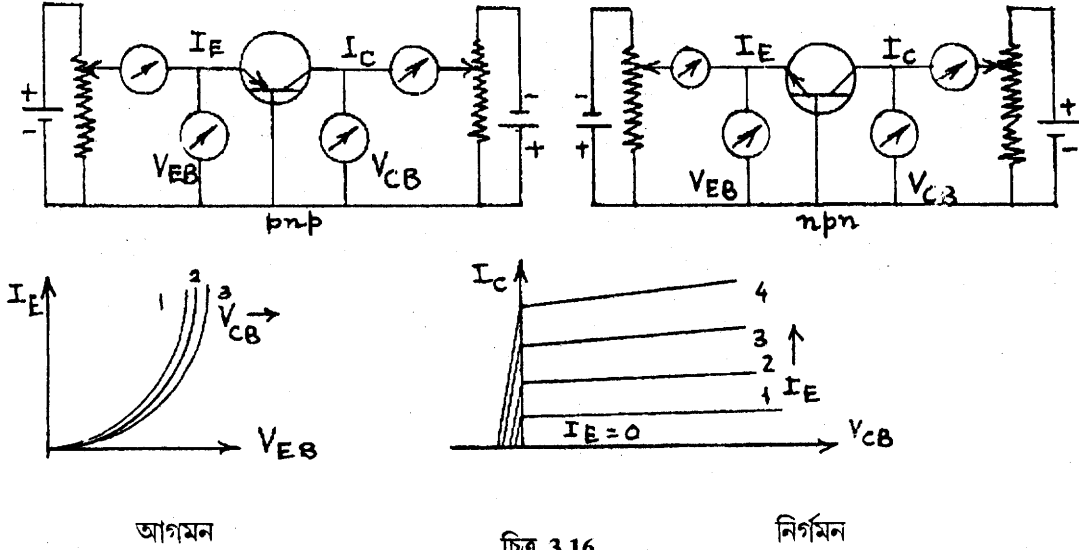 I_E I_C I_E I_C
+ - - +
- + + -
V_EB V_CB V_EB V_CB
pnp npn
I_E 1 2 3 V_CB → V_EB
I_C 4
3
2
1 I_E
I_E = 0 V_CB
আগমন নির্গমন
চিত্র 3.16